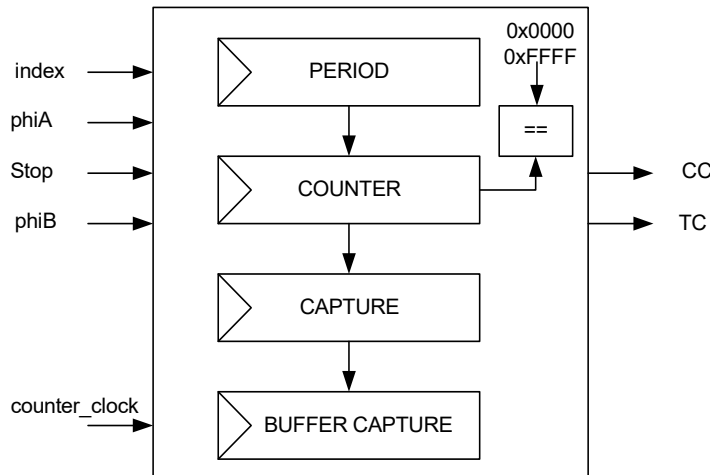 0x0000
0xFFFF
index
PERIOD
phiA
==
Stop
COUNTER
CC
phiB
TC
CAPTURE
counter_clock
BUFFER CAPTURE